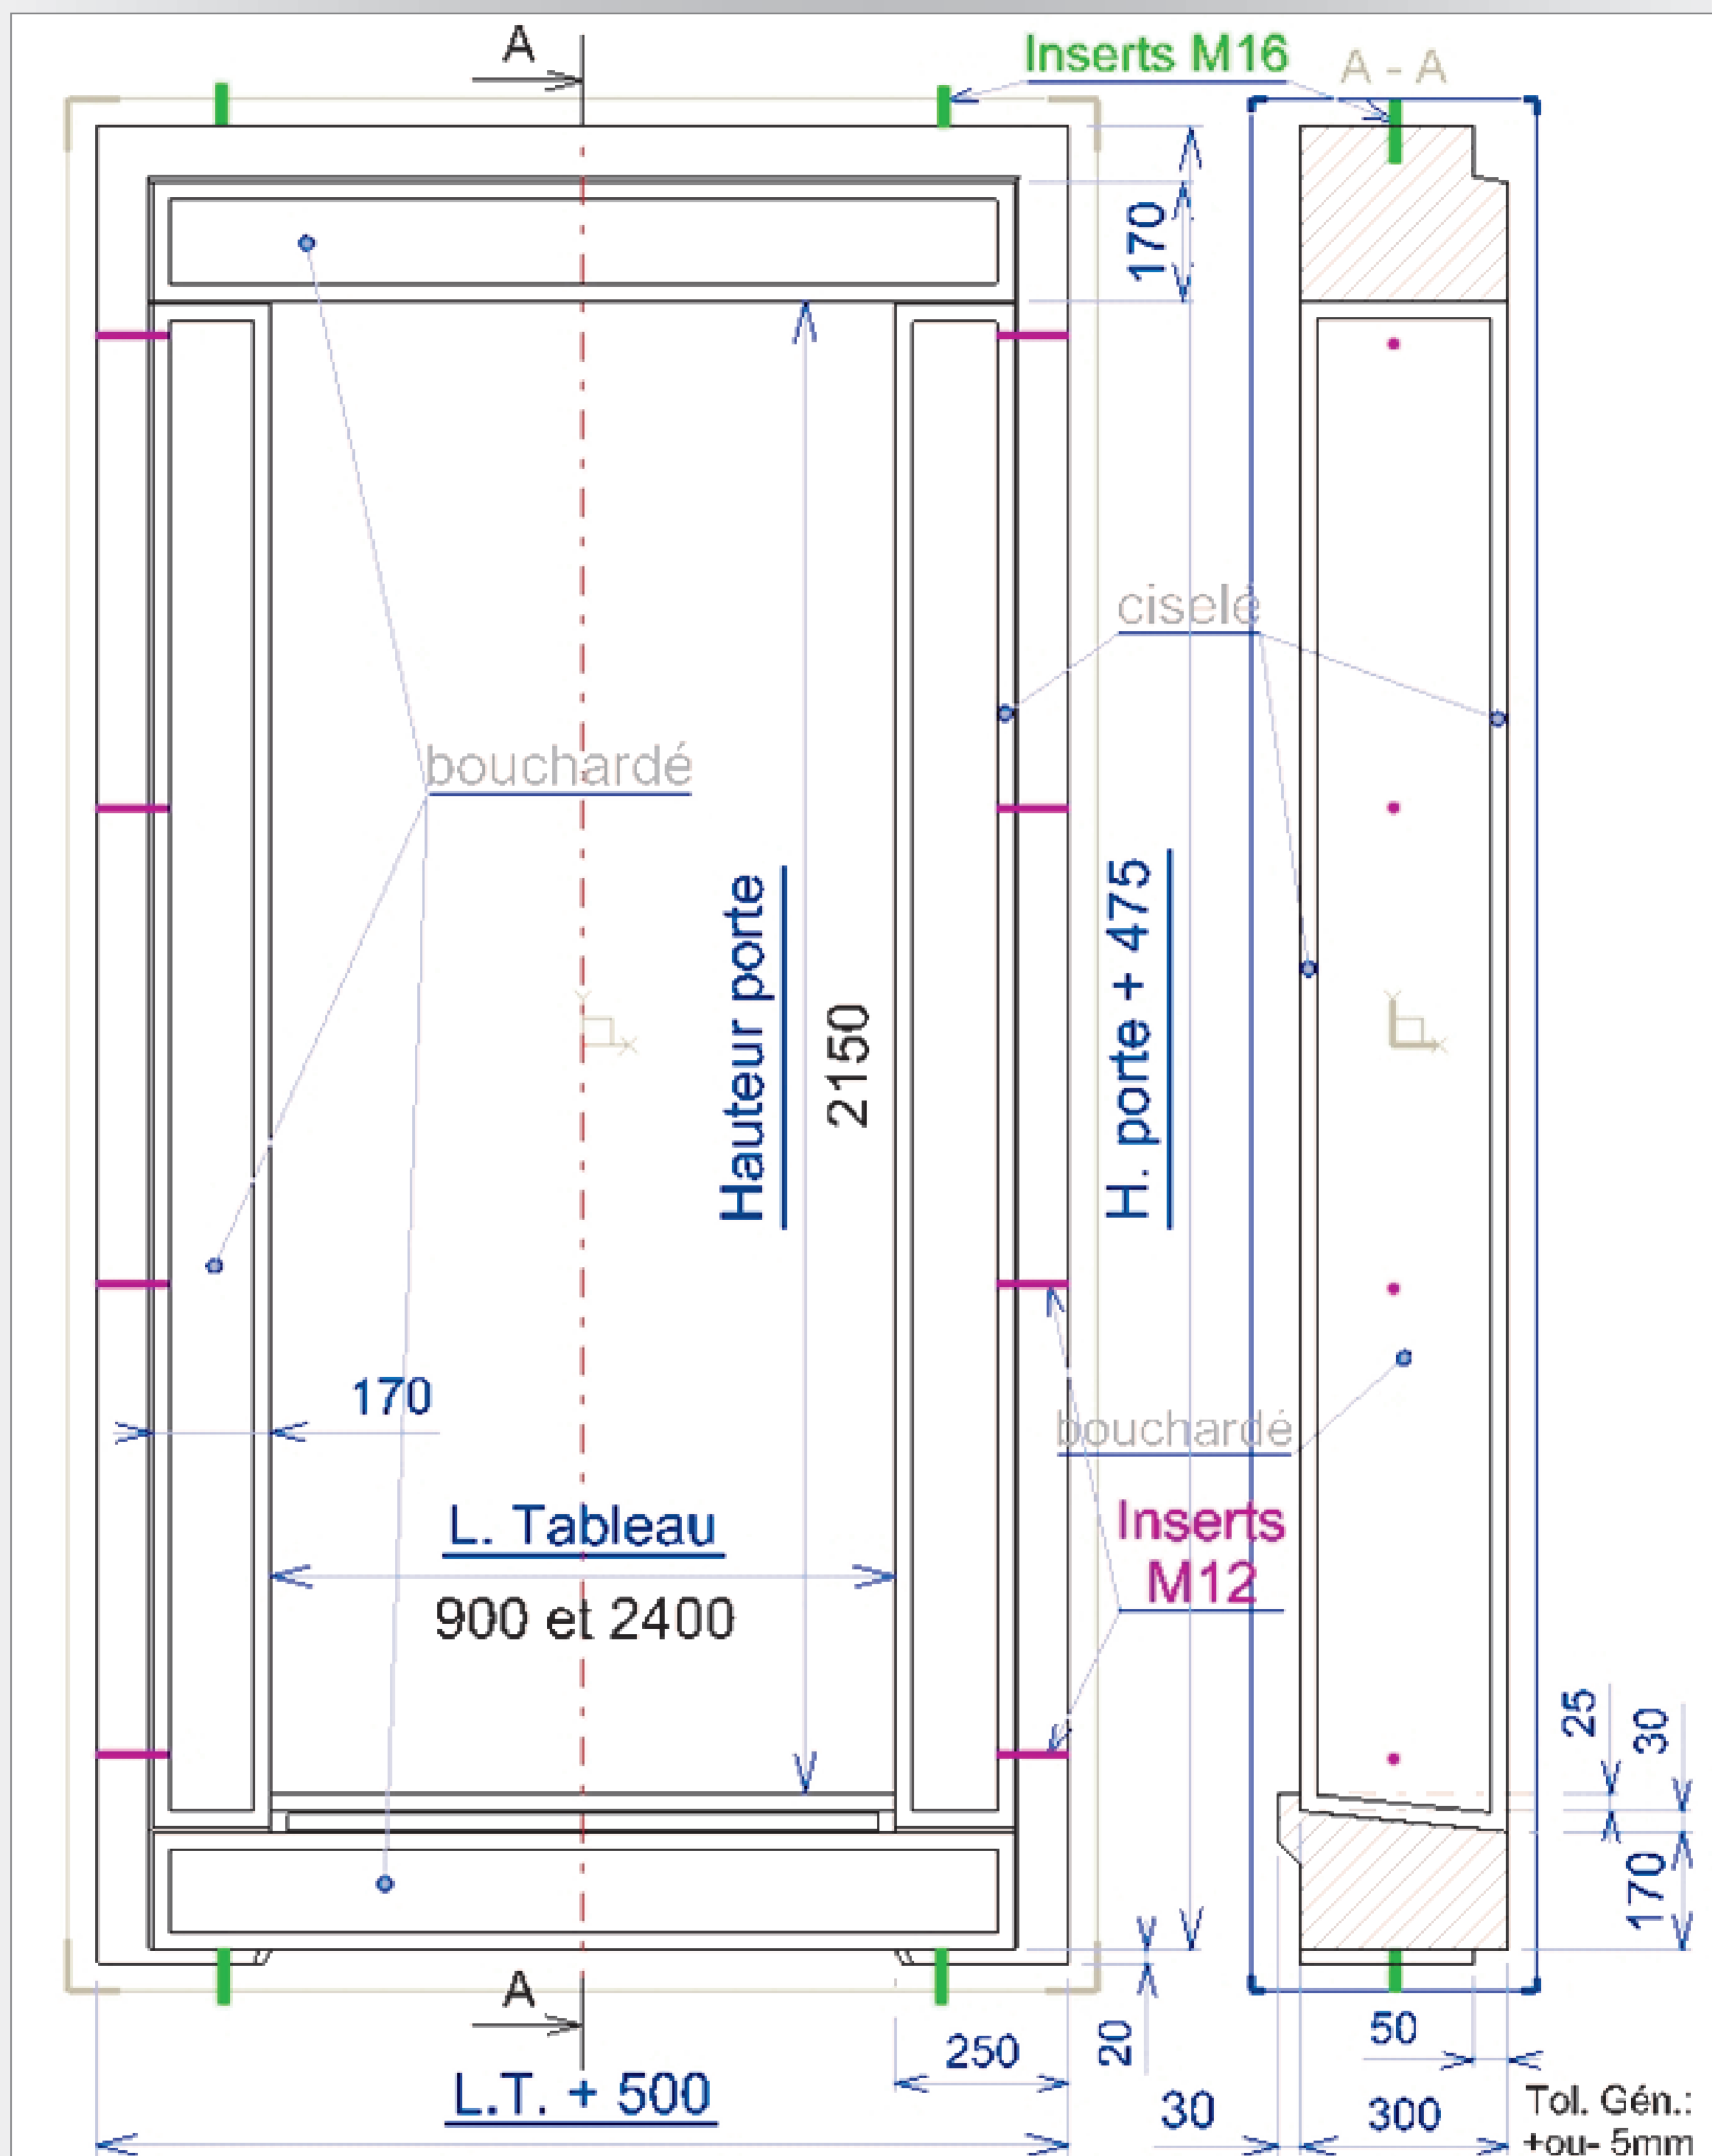 A
Inserts M16
A - A
170
ciselé
bouchardé
Hauteur porte
2150
H. porte + 475
Y
X
Y
X
170
bouchardé
L. Tableau
900 et 2400
Inserts
M12
25
30
170
A
20
250
50
L.T. + 500
30
300
Tol. Gén.:
+ou- 5mm